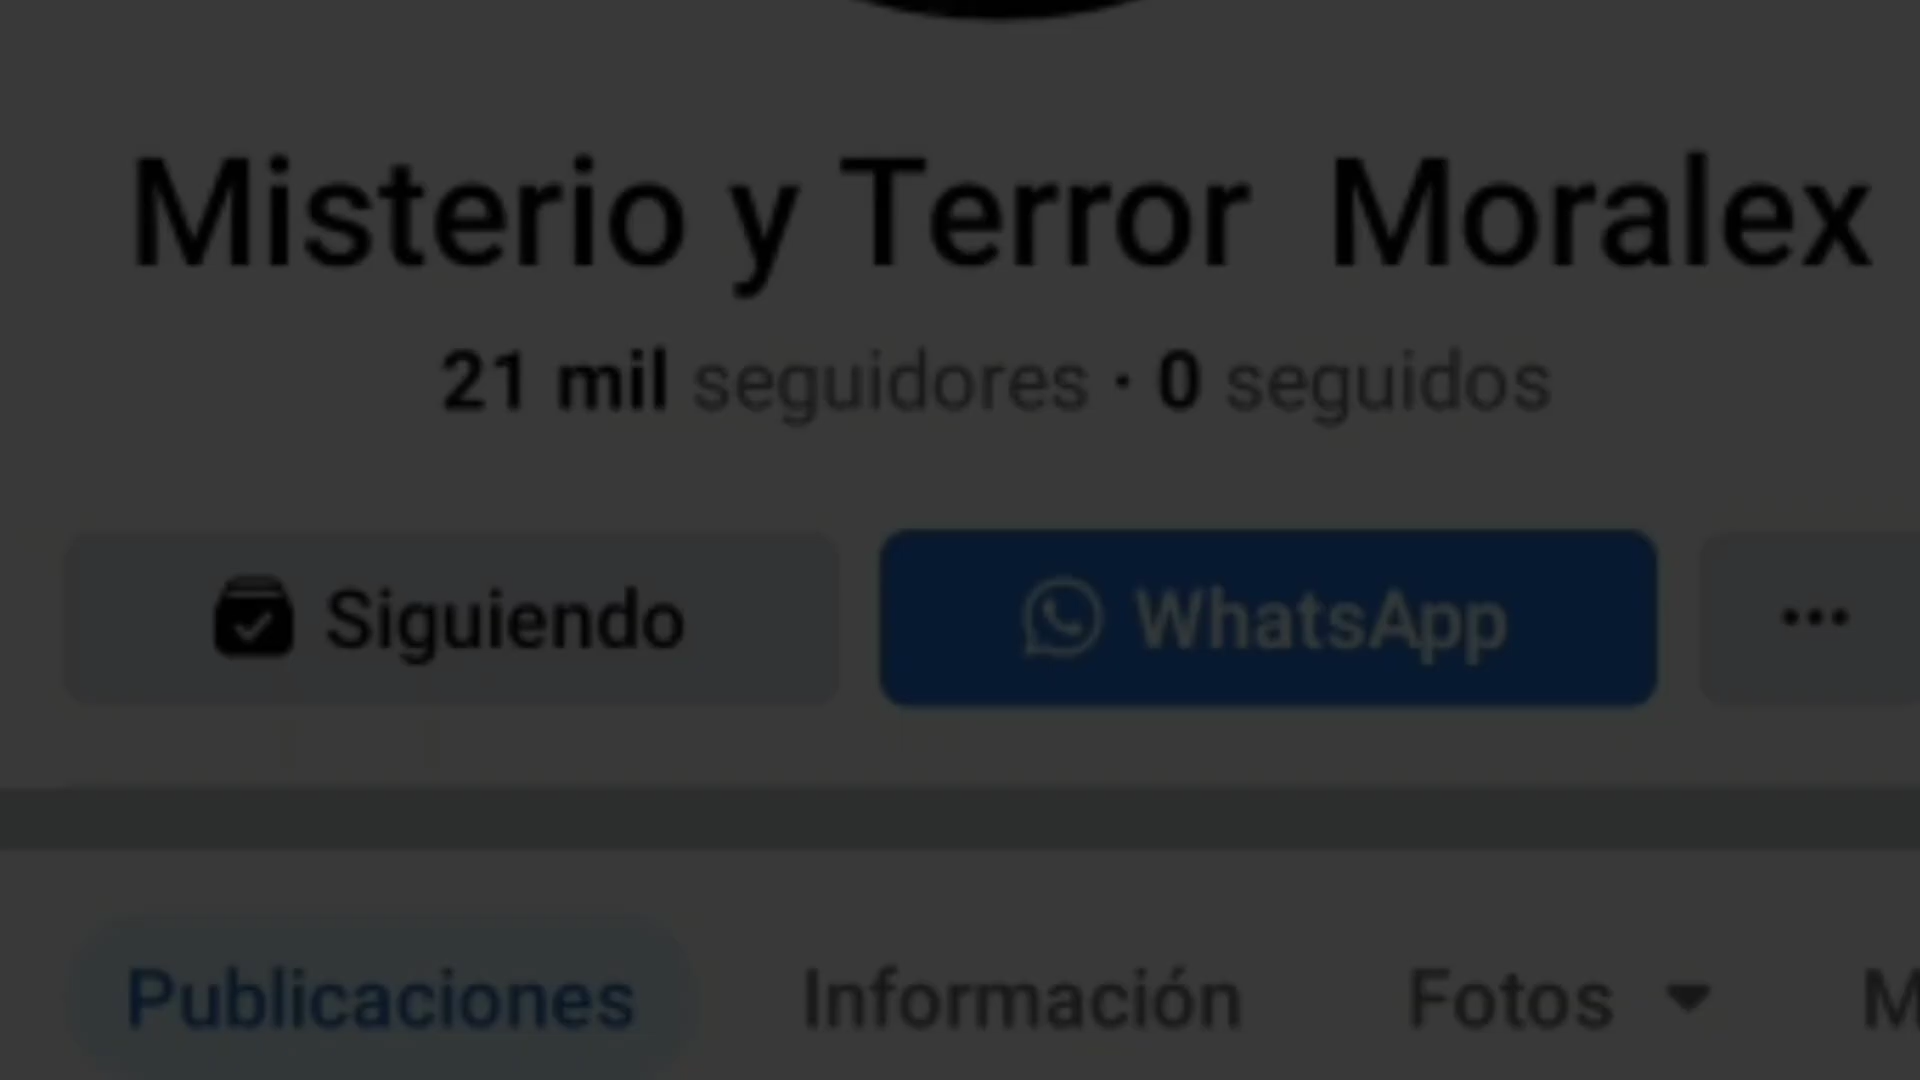 Misterio y Terror Moralex
21 mil seguidores · 0 seguidos
Siguiendo
WhatsApp
Publicaciones Información Fotos